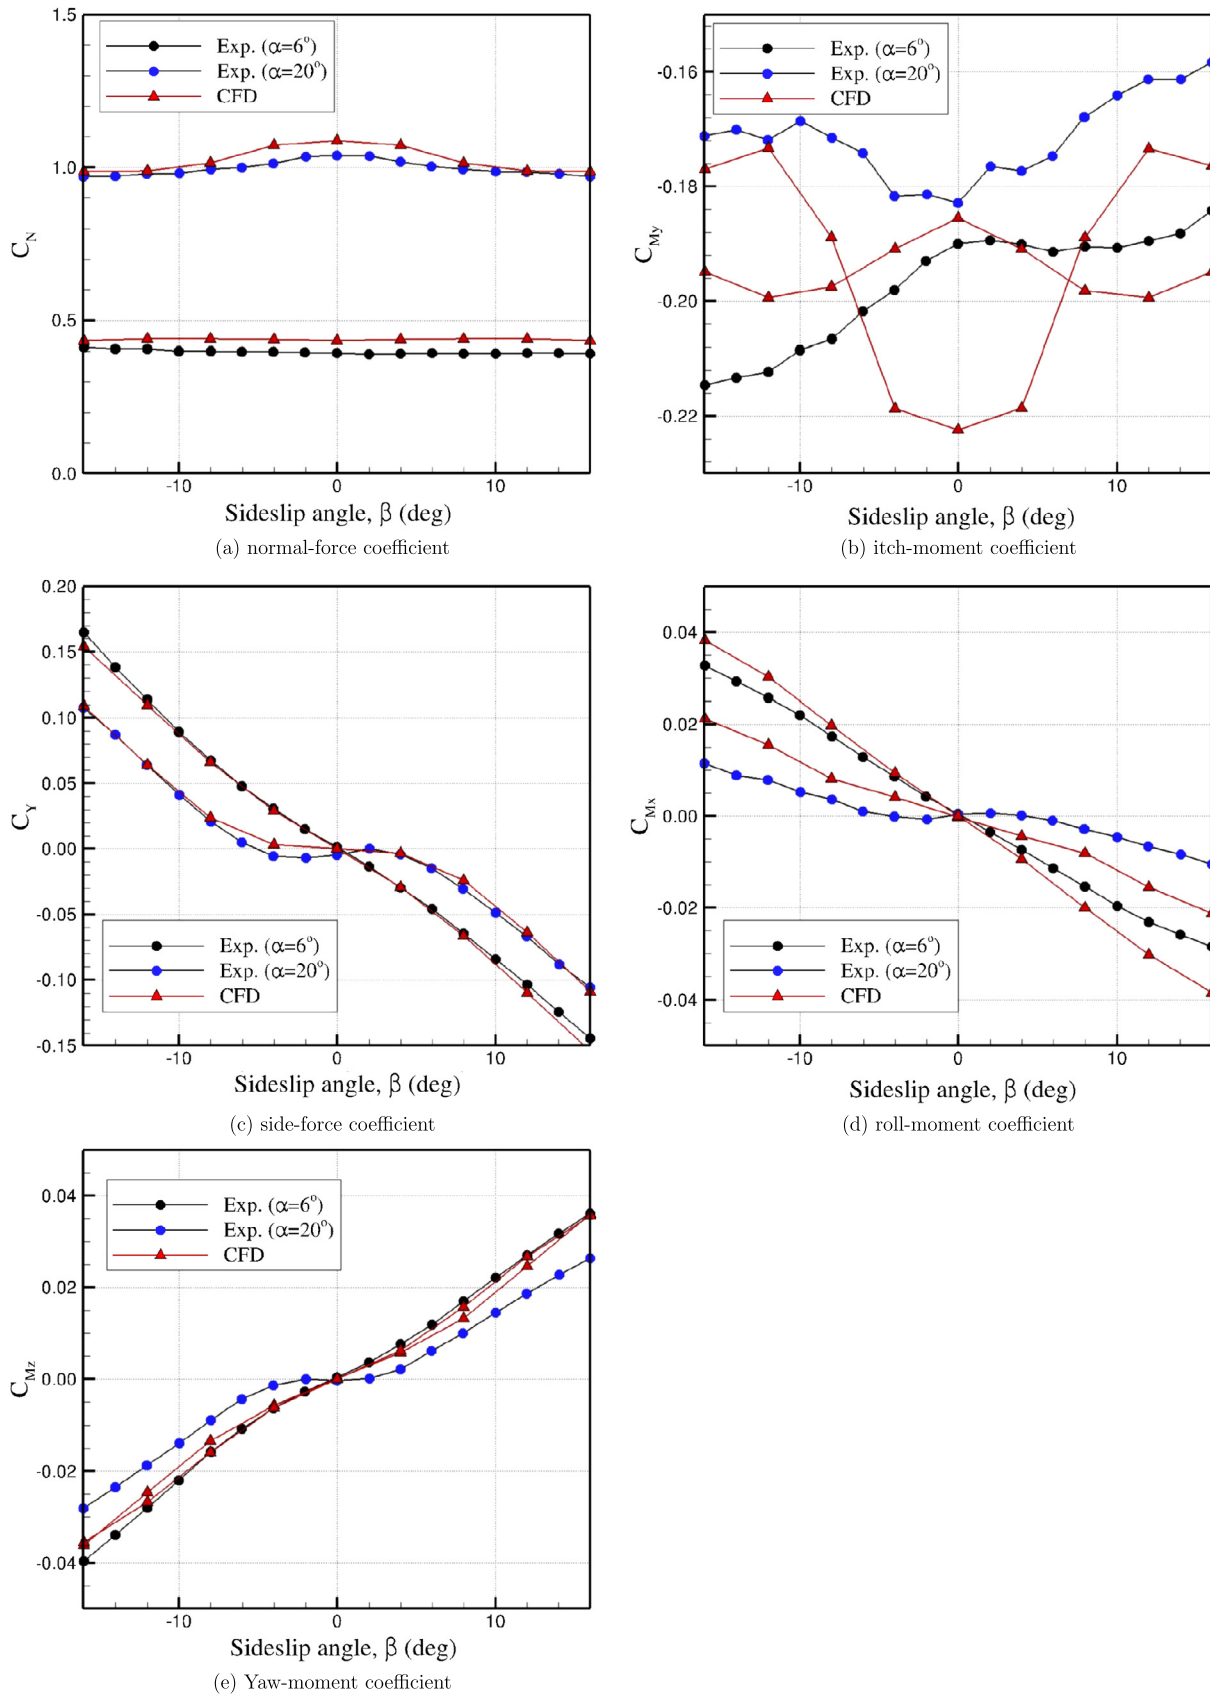 1.5
1.0
0.5
0.0
C_N
Exp. (α=6°)
Exp. (α=20°)
CFD
-10
0
10
Sideslip angle, β (deg)
(a) normal-force coefficient
-0.16
-0.18
-0.20
-0.22
C_My
Exp. (α=6°)
Exp. (α=20°)
CFD
-10
0
10
Sideslip angle, β (deg)
(b) itch-moment coefficient
0.20
0.15
0.10
0.05
0.00
-0.05
-0.10
-0.15
C_Y
Exp. (α=6°)
Exp. (α=20°)
CFD
-10
0
10
Sideslip angle, β (deg)
(c) side-force coefficient
0.04
0.02
0.00
-0.02
-0.04
C_Mx
Exp. (α=6°)
Exp. (α=20°)
CFD
-10
0
10
Sideslip angle, β (deg)
(d) roll-moment coefficient
0.04
0.02
0.00
-0.02
-0.04
C_Mz
Exp. (α=6°)
Exp. (α=20°)
CFD
-10
0
10
Sideslip angle, β (deg)
(e) Yaw-moment coefficient